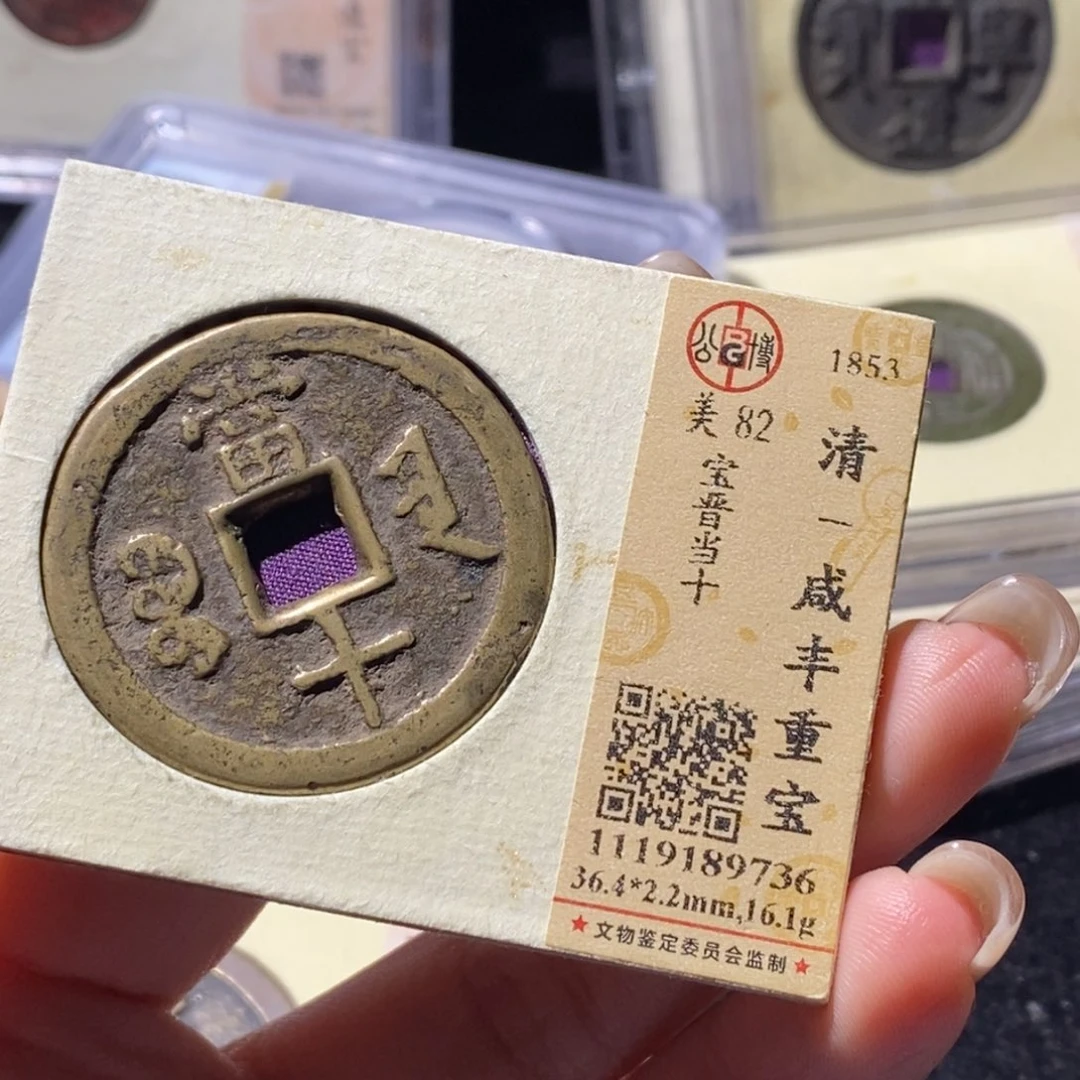 當
十
公博
1853
美 82
宝晋当十
清一咸丰重宝
1119189736
36.4*2.2mm,16.1g
★文物鉴定委员会监制★